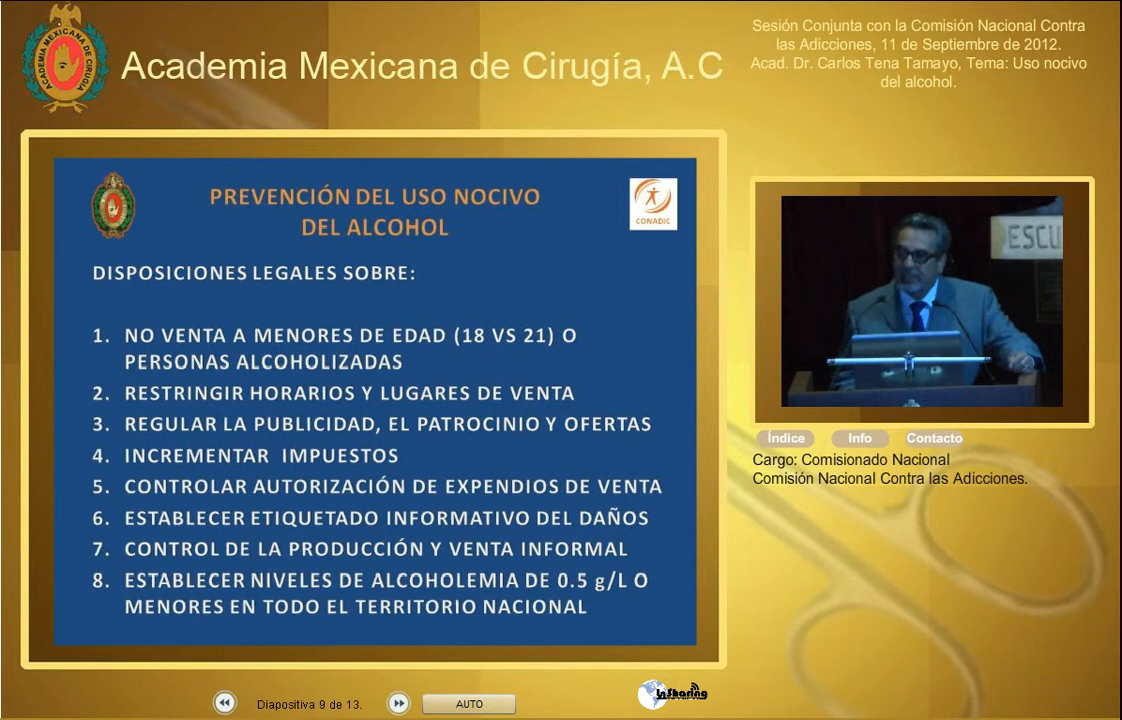 ACADEMIA MEXICANA DE CIRUGÍA
Academia Mexicana de Cirugía, A.C
Sesión Conjunta con la Comisión Nacional Contra
las Adicciones, 11 de Septiembre de 2012.
Acad. Dr. Carlos Tena Tamayo, Tema: Uso nocivo
del alcohol.
PREVENCIÓN DEL USO NOCIVO
DEL ALCOHOL
CONADIC
DISPOSICIONES LEGALES SOBRE:
1. NO VENTA A MENORES DE EDAD (18 VS 21) O
PERSONAS ALCOHOLIZADAS
2. RESTRINGIR HORARIOS Y LUGARES DE VENTA
3. REGULAR LA PUBLICIDAD, EL PATROCINIO Y OFERTAS
4. INCREMENTAR IMPUESTOS
5. CONTROLAR AUTORIZACIÓN DE EXPENDIOS DE VENTA
6. ESTABLECER ETIQUETADO INFORMATIVO DEL DAÑOS
7. CONTROL DE LA PRODUCCIÓN Y VENTA INFORMAL
8. ESTABLECER NIVELES DE ALCOHOLEMIA DE 0.5 g/L O
MENORES EN TODO EL TERRITORIO NACIONAL
ESCU
Índice Info Contacto
Cargo: Comisionado Nacional
Comisión Nacional Contra las Adicciones.
Diapositiva 9 de 13.
AUTO
InSharing